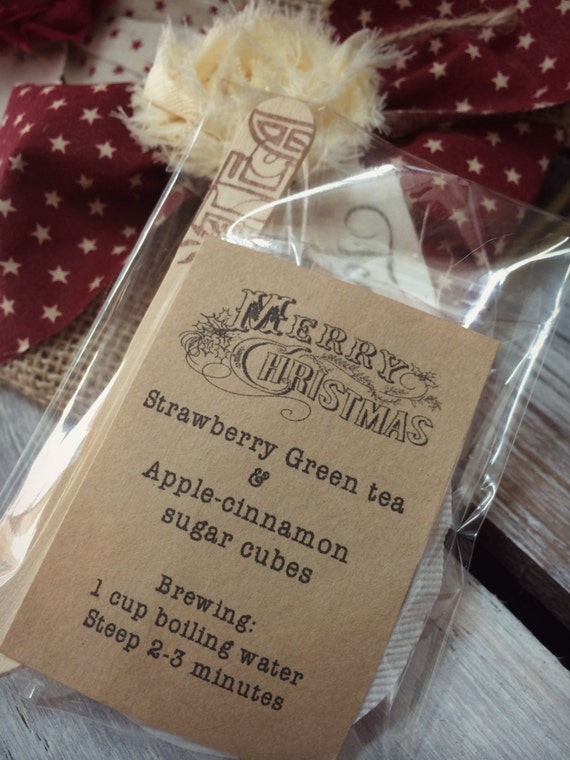 Merry
Christmas
Strawberry Green tea
&
Apple-cinnamon
sugar cubes
Brewing:
1 cup boiling water
Steep 2-3 minutes